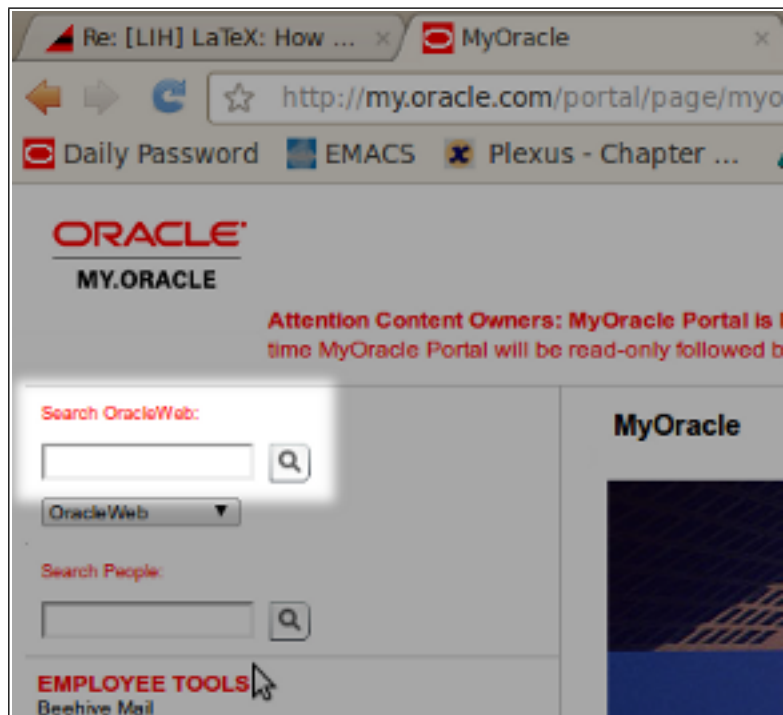 Re: [LIH] LaTeX: How ... × MyOracle ×
http://my.oracle.com/portal/page/myo
Daily Password EMACS Plexus - Chapter ...
ORACLE
MY.ORACLE
Attention Content Owners: MyOracle Portal is
time MyOracle Portal will be read-only followed b
Search OracleWeb:
MyOracle
OracleWeb ▼
Search People:
EMPLOYEE TOOLS
Beehive Mail